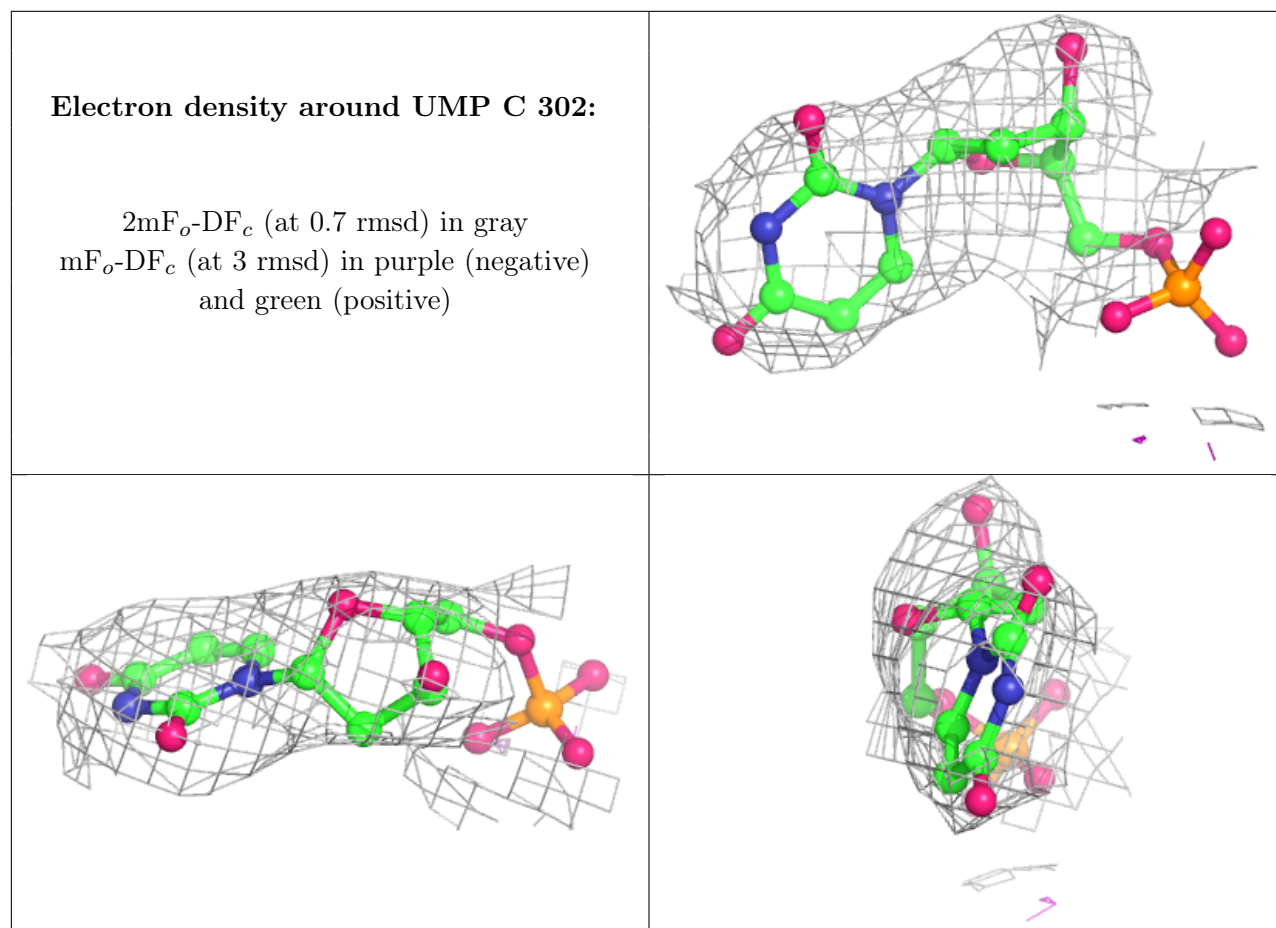 Electron density around UMP C 302:
2mFo-DFc (at 0.7 rmsd) in gray
mFo-DFc (at 3 rmsd) in purple (negative)
and green (positive)